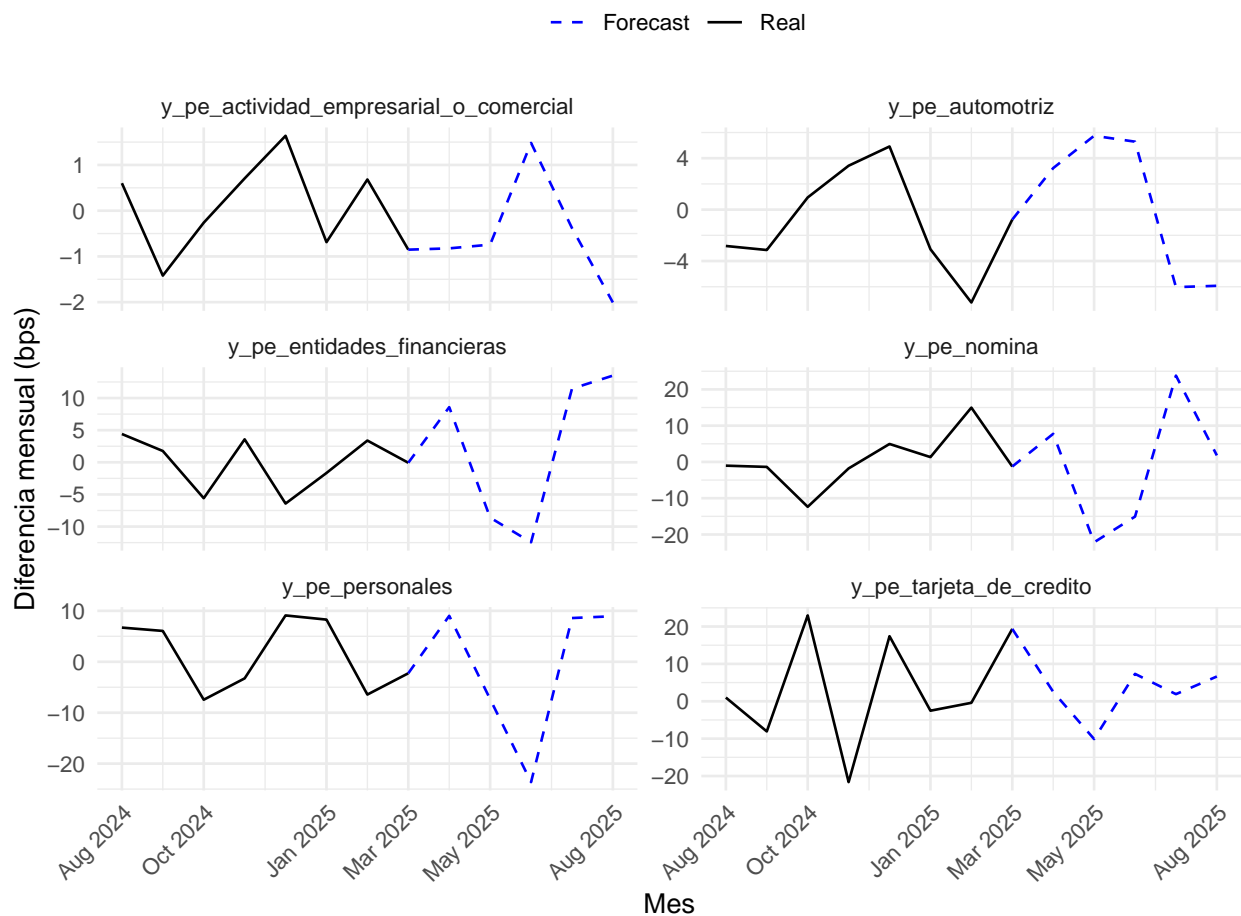 Forecast Real
y_pe_actividad_empresarial_o_comercial
y_pe_automotriz
1
0
−1
−2
4
0
−4
y_pe_entidades_financieras
y_pe_nomina
10
5
0
−5
−10
20
10
0
−10
−20
y_pe_personales
y_pe_tarjeta_de_credito
10
0
−10
−20
20
10
0
−10
−20
Diferencia mensual (bps)
Aug 2024
Oct 2024
Jan 2025
Mar 2025
May 2025
Aug 2025
Aug 2024
Oct 2024
Jan 2025
Mar 2025
May 2025
Aug 2025
Mes